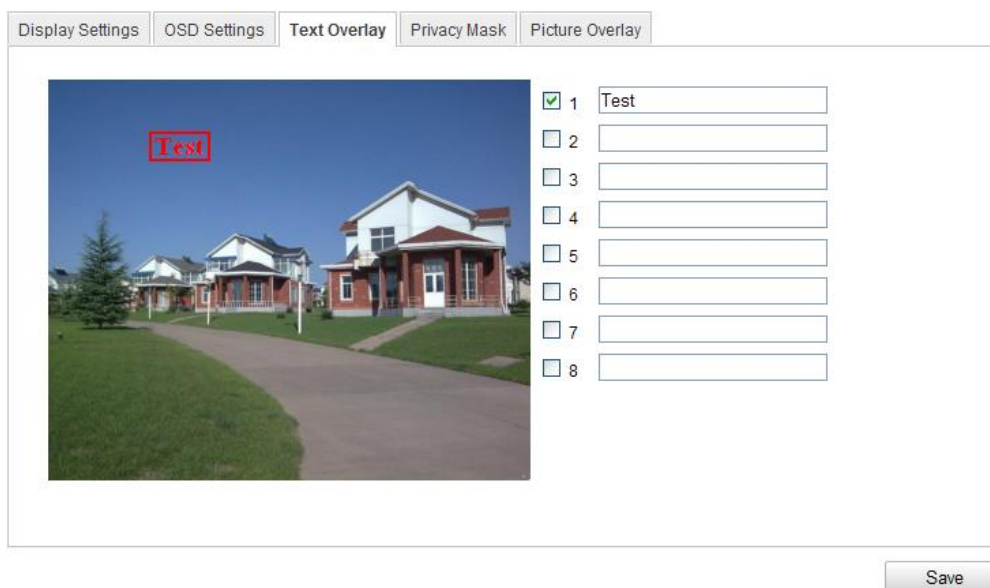 Display Settings
OSD Settings
Text Overlay
Privacy Mask
Picture Overlay
Test
1 Test
2
3
4
5
6
7
8
Save